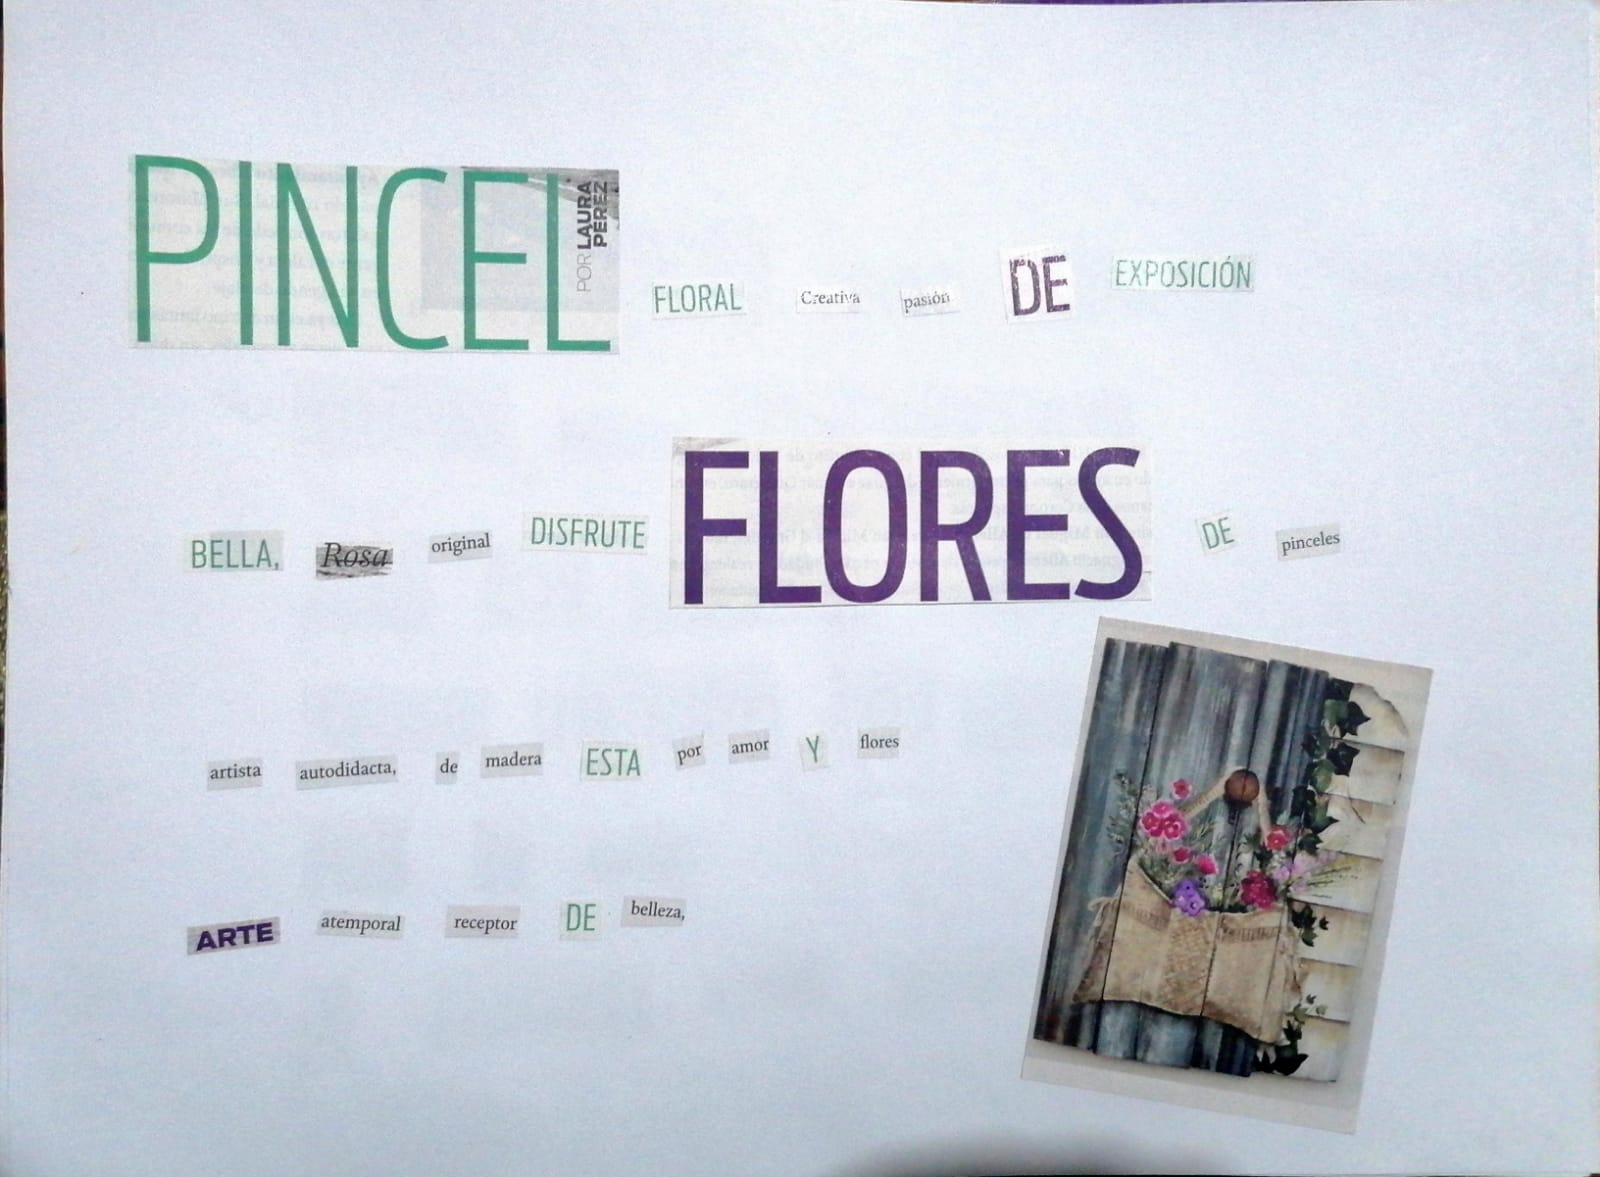 PINCEL POR LAURA PÉREZ FLORAL Creativa pasión DE EXPOSICIÓN
BELLA, Rosa original DISFRUTE FLORES DE pinceles
artista autodidacta, de madera ESTA por amor Y flores
ARTE atemporal receptor DE belleza,